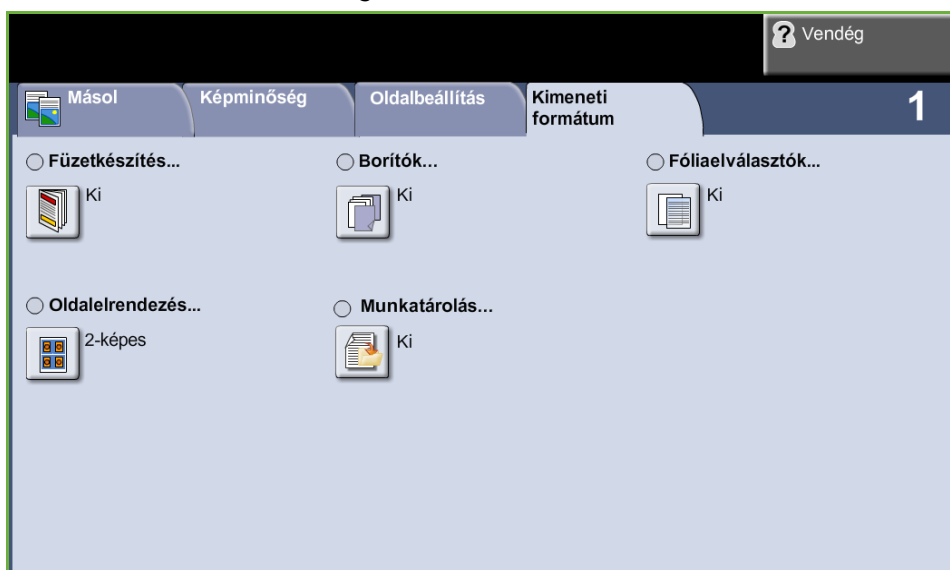 Vendég
Másol
Képminőség
Oldalbeállítás
Kimeneti
formátum
1
Füzetkészítés...
Borítók...
Fóliaelválasztók...
Ki
Ki
Ki
Oldalelrendezés...
Munkatárolás...
2-képes
Ki